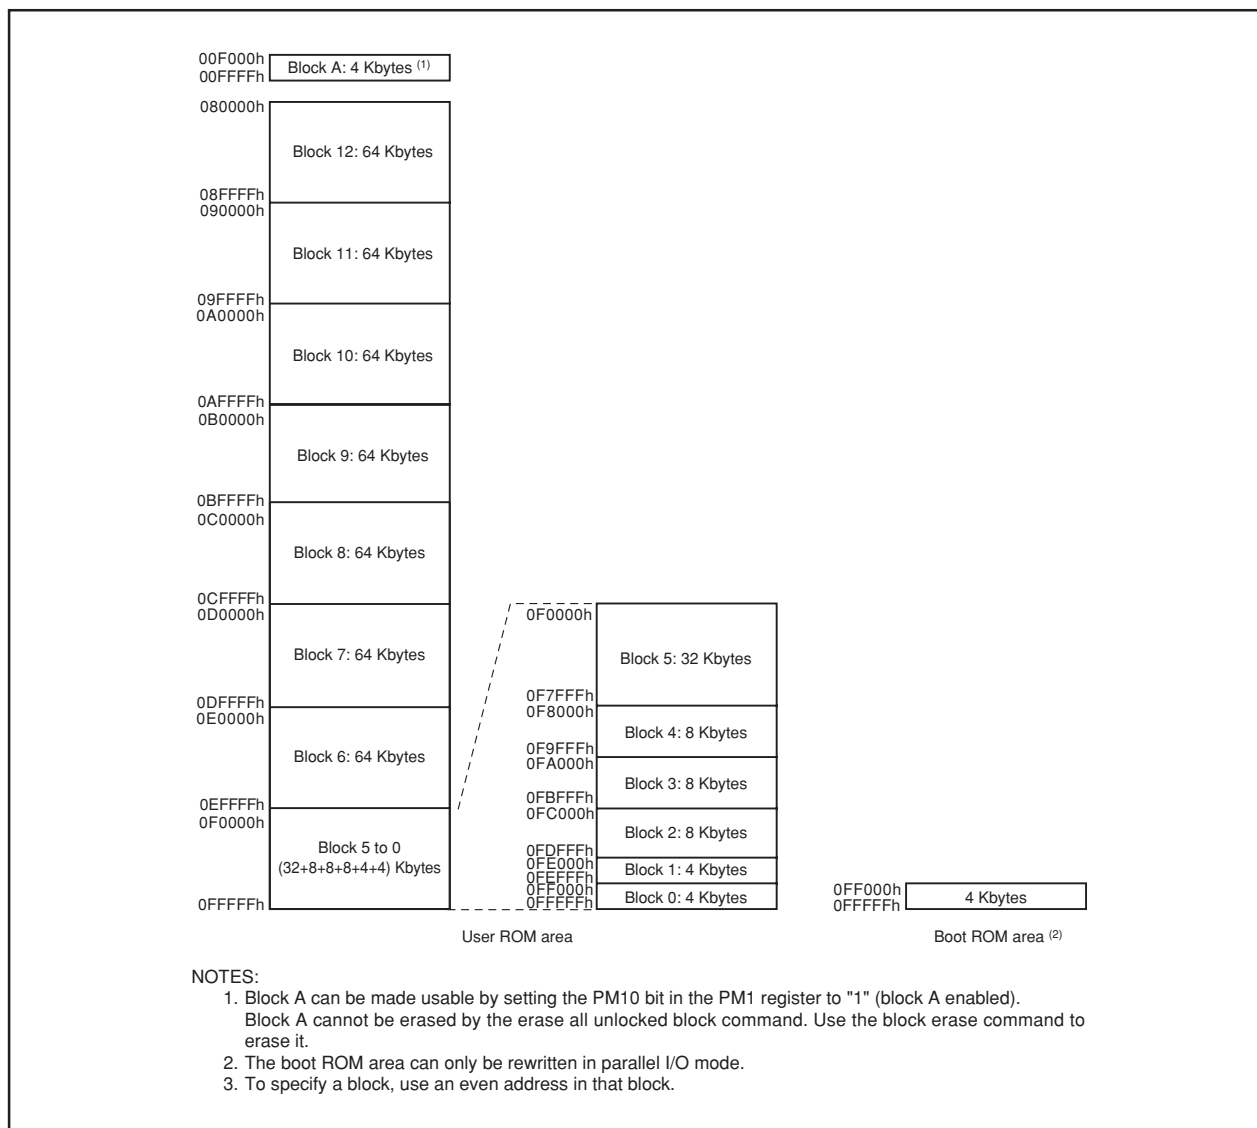 00F000h
00FFFFh
Block A: 4 Kbytes (1)
080000h
Block 12: 64 Kbytes
08FFFFh
090000h
Block 11: 64 Kbytes
09FFFFh
0A0000h
Block 10: 64 Kbytes
0AFFFFh
0B0000h
Block 9: 64 Kbytes
0BFFFFh
0C0000h
Block 8: 64 Kbytes
0CFFFFh
0D0000h
Block 7: 64 Kbytes
0DFFFFh
0E0000h
Block 6: 64 Kbytes
0EFFFFh
0F0000h
Block 5 to 0
(32+8+8+8+4+4) Kbytes
0FFFFFh
0F0000h
Block 5: 32 Kbytes
0F7FFFh
0F8000h
Block 4: 8 Kbytes
0F9FFFh
0FA000h
Block 3: 8 Kbytes
0FBFFFh
0FC000h
Block 2: 8 Kbytes
0FDFFFh
0FE000h
Block 1: 4 Kbytes
0FEFFFh
0FF000h
Block 0: 4 Kbytes
0FFFFFh
User ROM area
0FF000h
0FFFFFh
4 Kbytes
Boot ROM area (2)
NOTES:
1. Block A can be made usable by setting the PM10 bit in the PM1 register to "1" (block A enabled).
Block A cannot be erased by the erase all unlocked block command. Use the block erase command to
erase it.
2. The boot ROM area can only be rewritten in parallel I/O mode.
3. To specify a block, use an even address in that block.